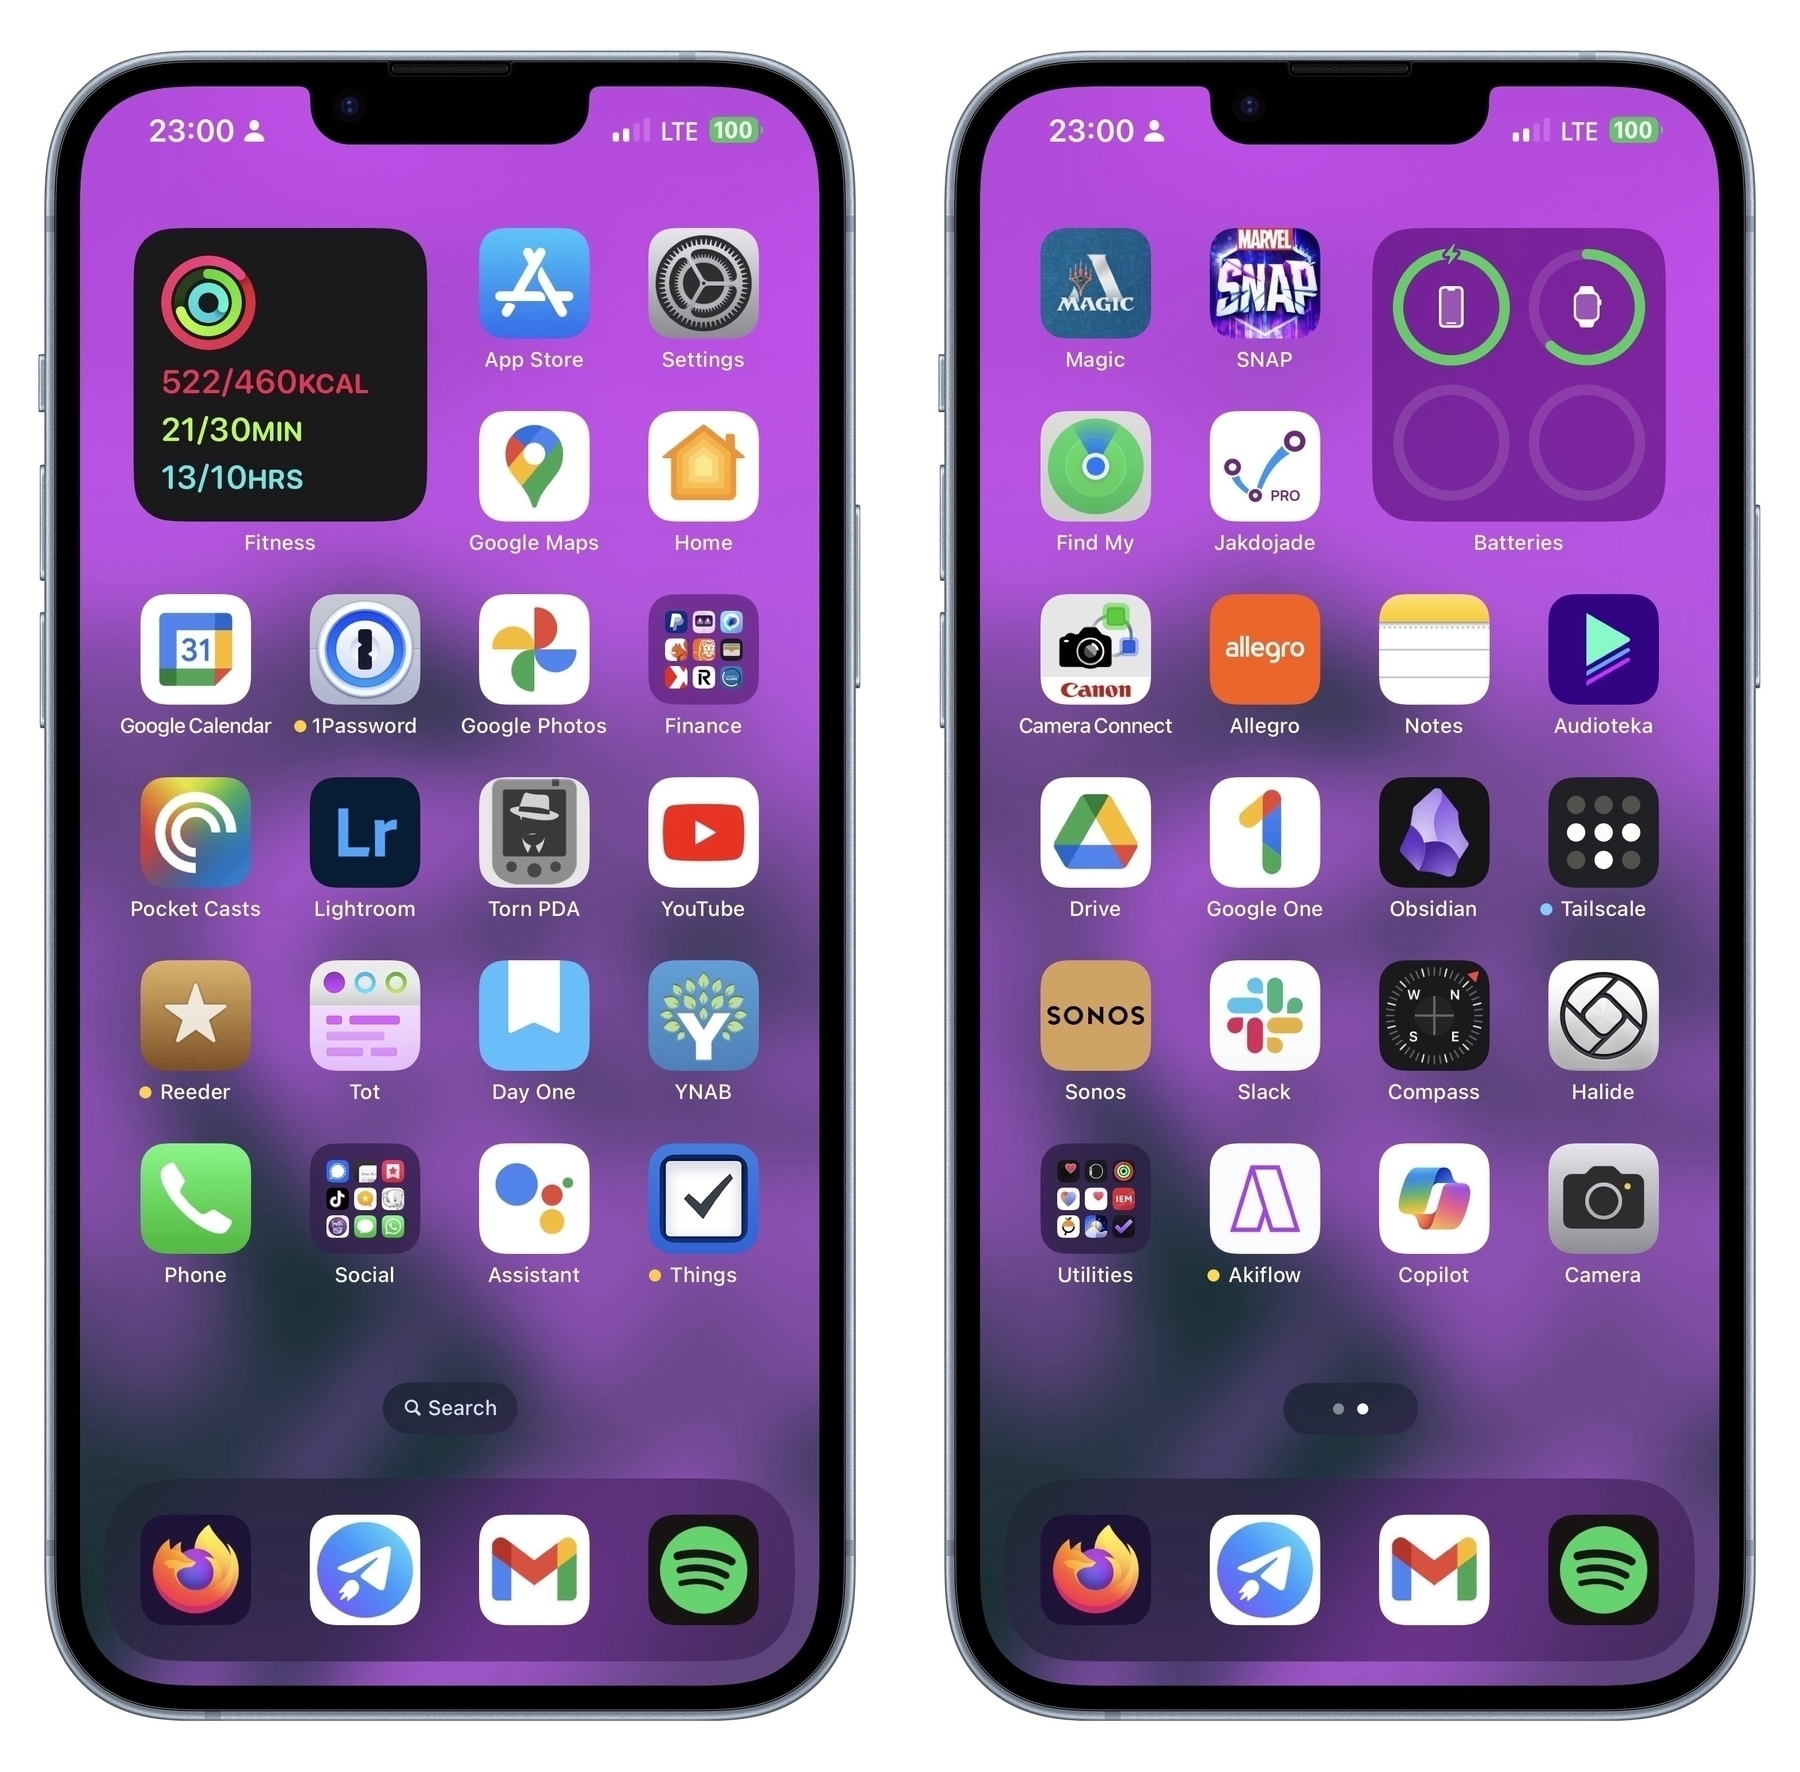 23:00
LTE 100
522/460KCAL
21/30MIN
13/10HRS
Fitness
App Store
Settings
Google Maps
Home
31
Google Calendar
1Password
Google Photos
Finance
Lr
Pocket Casts
Lightroom
Torn PDA
YouTube
Y
Reeder
Tot
Day One
YNAB
Phone
Social
Assistant
Things
Search
23:00
LTE 100
MAGIC
MARVEL
SNAP
Magic
SNAP
PRO
Find My
Jakdojade
Batteries
Canon
allegro
Camera Connect
Allegro
Notes
Audioteka
Drive
Google One
Obsidian
Tailscale
SONOS
W N
S E
Sonos
Slack
Compass
Halide
IEM
Utilities
Akiflow
Copilot
Camera